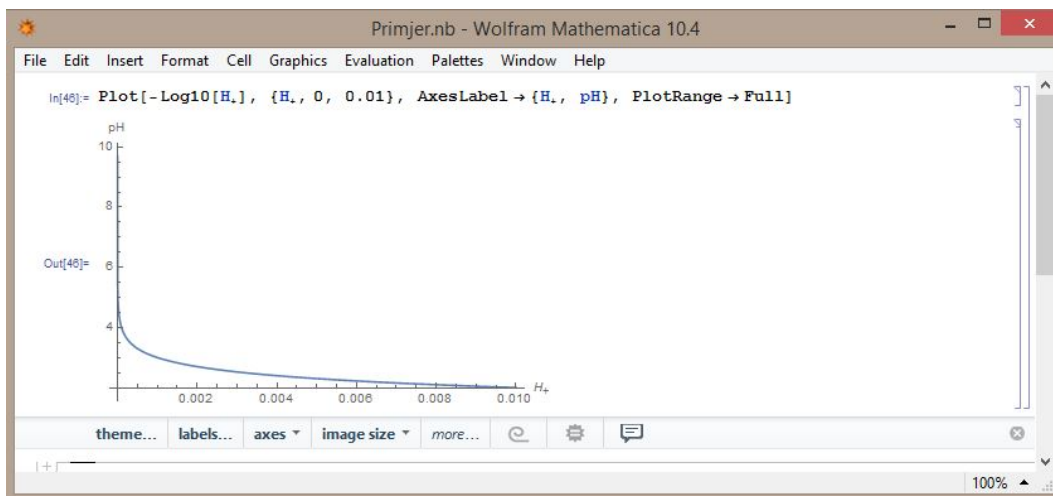 Primjer.nb - Wolfram Mathematica 10.4
File Edit Insert Format Cell Graphics Evaluation Palettes Window Help
In[46]:= Plot[-Log10[H₊], {H₊, 0, 0.01}, AxesLabel → {H₊, pH}, PlotRange → Full]
pH
10
8
Out[46]= 6
4
0.002 0.004 0.006 0.008 0.010 H₊
theme... labels... axes image size more...
100%